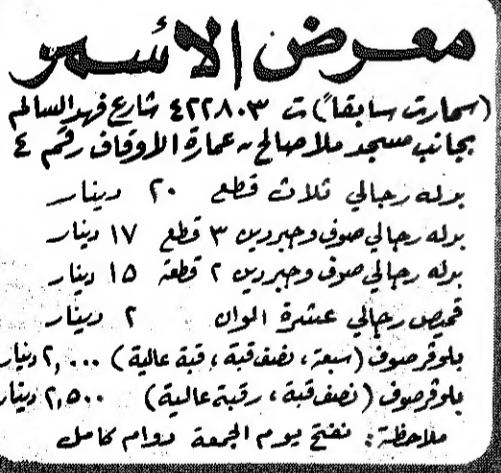 معرض الأسمر
(سمارت سابقاً) ت ٤٢٢٨٠٣ شارع فهد السالم
بجانب مسجد ملا صالح ـ عمارة الاوقاف رقم ٤
بدله رجالي ثلاث قطع ٢٠ دينار
بدله رجالي صوف وجبردين ٣ قطع ١٧ دينار
بدله رجالي صوف وجبردين ٢ قطعة ١٥ دينار
قميص رجالي عشرة الوان ٢ دينار
بلوفر صوف (سبعة، نصف قبة، قبة عالية) ٢,٠٠٠ دينار
بلوفر صوف (نصف قبة، رقبة عالية) ٢,٥٠٠ دينار
ملاحظة: نفتح يوم الجمعة دوام كامل